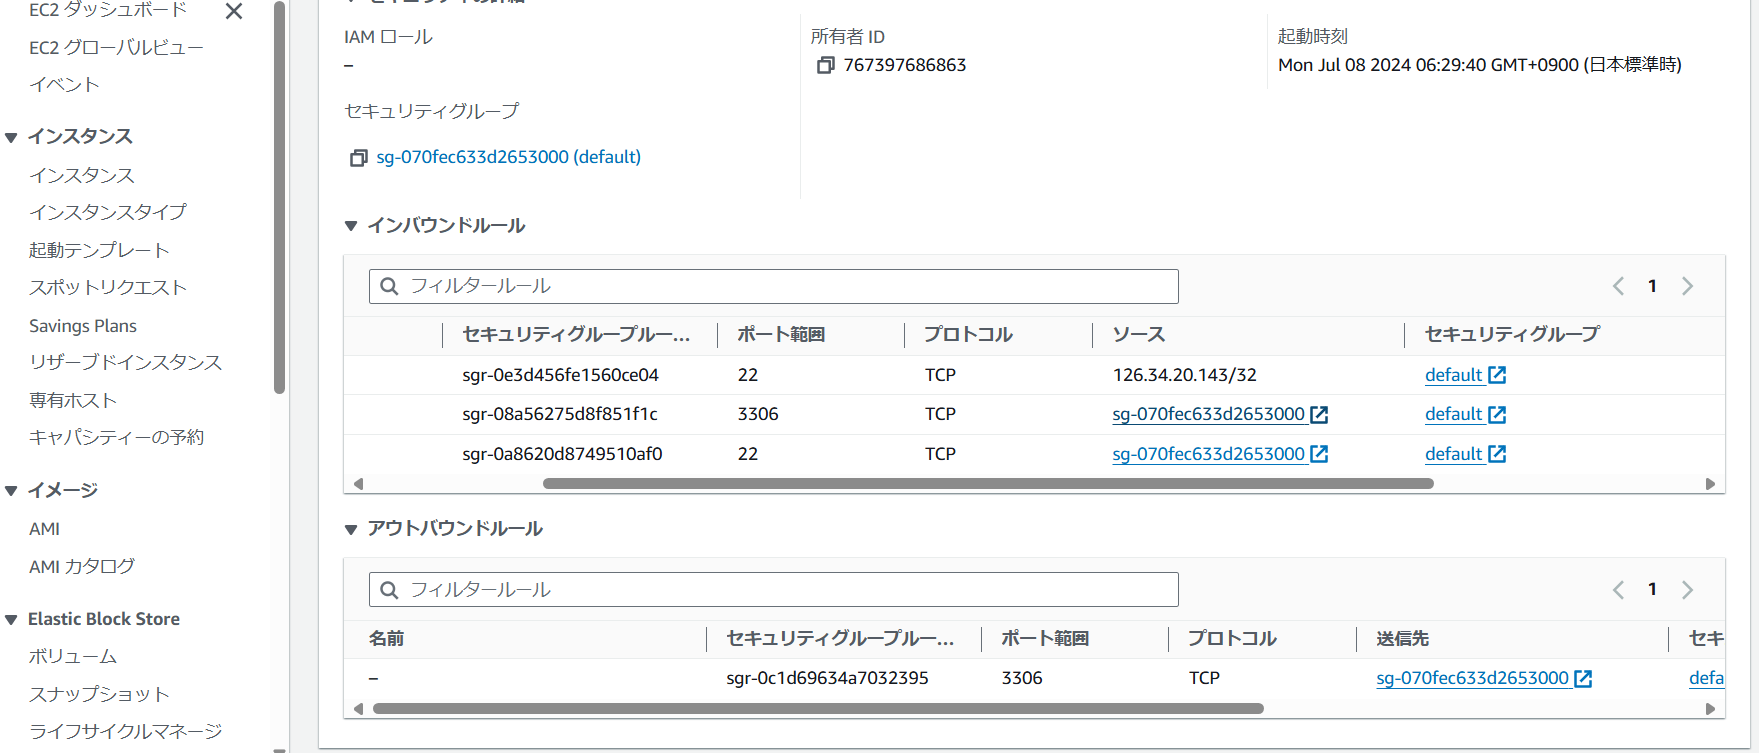 EC2 ダッシュボード
EC2 グローバルビュー
イベント
インスタンス
インスタンス
インスタンスタイプ
起動テンプレート
スポットリクエスト
Savings Plans
リザーブドインスタンス
専有ホスト
キャパシティーの予約
イメージ
AMI
AMI カタログ
Elastic Block Store
ボリューム
スナップショット
ライフサイクルマネージ
セキュリティの詳細
IAM ロール
–
所有者 ID
767397686863
起動時刻
Mon Jul 08 2024 06:29:40 GMT+0900 (日本標準時)
セキュリティグループ
sg-070fec633d2653000 (default)
インバウンドルール
フィルタールール
1
セキュリティグループルー... ポート範囲 プロトコル ソース セキュリティグループ
sgr-0e3d456fe1560ce04 22 TCP 126.34.20.143/32 default
sgr-08a56275d8f851f1c 3306 TCP sg-070fec633d2653000 default
sgr-0a8620d8749510af0 22 TCP sg-070fec633d2653000 default
アウトバウンドルール
フィルタールール
1
名前 セキュリティグループルー... ポート範囲 プロトコル 送信先 セキ
– sgr-0c1d69634a7032395 3306 TCP sg-070fec633d2653000 defa